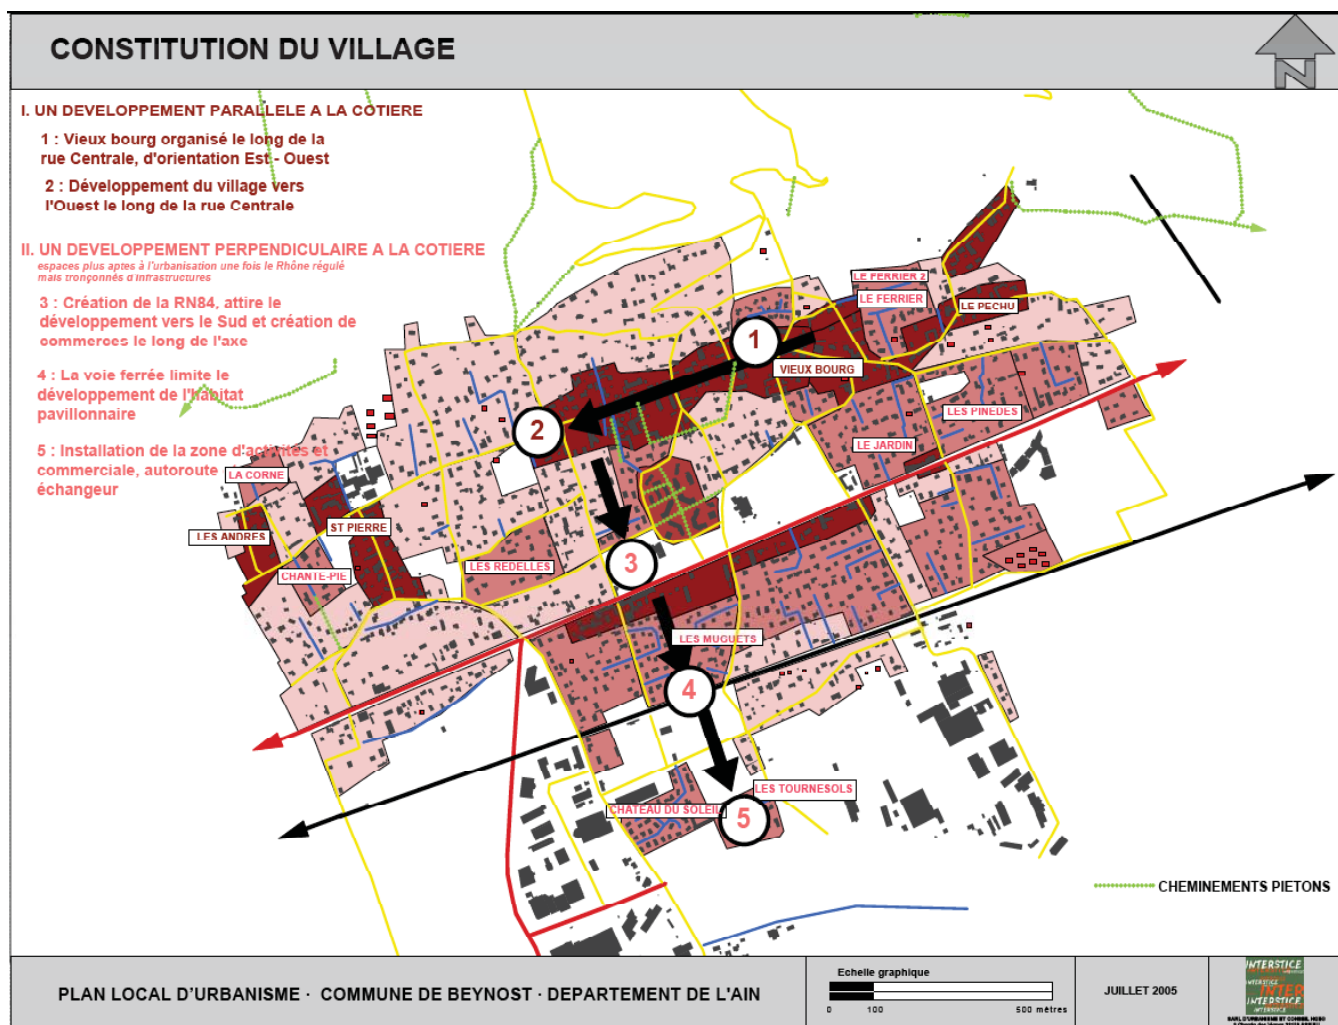 CONSTITUTION DU VILLAGE
N
I. UN DEVELOPPEMENT PARALLELE A LA COTIERE
1 : Vieux bourg organisé le long de la
rue Centrale, d'orientation Est - Ouest
2 : Développement du village vers
l'Ouest le long de la rue Centrale
II. UN DEVELOPPEMENT PERPENDICULAIRE A LA COTIERE
espaces plus aptes à l'urbanisation une fois le Rhône régulé
mais tronçonnés d'infrastructures
3 : Création de la RN84, attire le
développement vers le Sud et création de
commerces le long de l'axe
4 : La voie ferrée limite le
développement de l'habitat
pavillonnaire
5 : Installation de la zone d'activités et
commerciale, autoroute
échangeur
LE FERRIER 2
LE FERRIER
LE PECHU
1
VIEUX BOURG
2
LES PINEDES
LE JARDIN
LA CORNE
ST PIERRE
LES ANDRES
CHANTE-PIE
LES REDELLES
3
LES MUGUETS
4
LES TOURNESOLS
CHATEAU DU SOLEIL
5
CHEMINEMENTS PIETONS
PLAN LOCAL D'URBANISME · COMMUNE DE BEYNOST · DEPARTEMENT DE L'AIN
Echelle graphique
0 100 500 mètres
JUILLET 2005
INTERSTICE
INTERSTICE
INTER
INTERSTICE
INTERSTICE